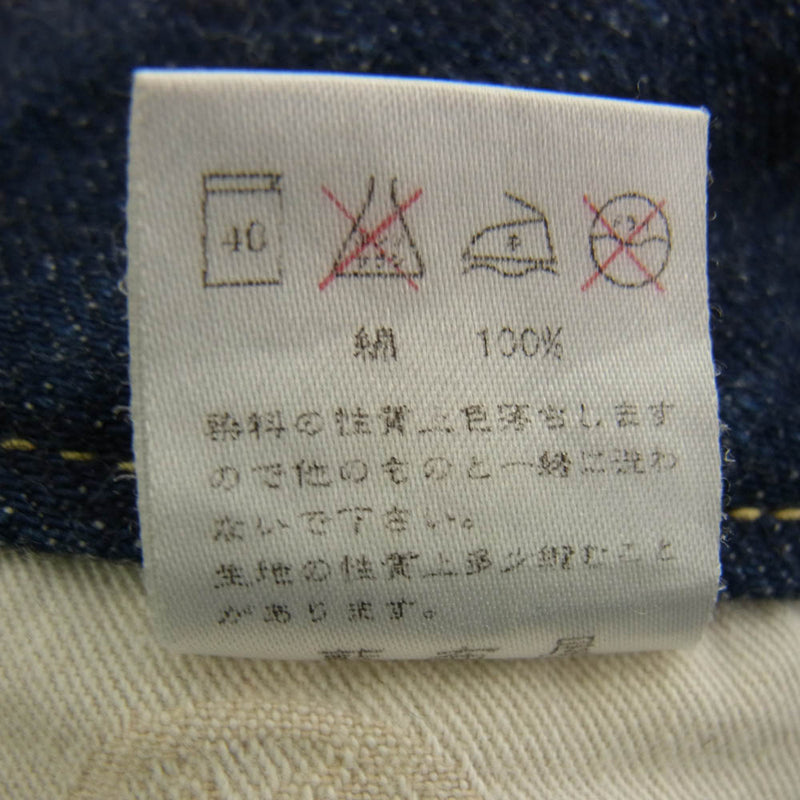 40
綿 100%
染料の性質上色落ちします
ので他のものと一緒に洗わ
ないで下さい。
生地の性質上多少縮むこと
があります。